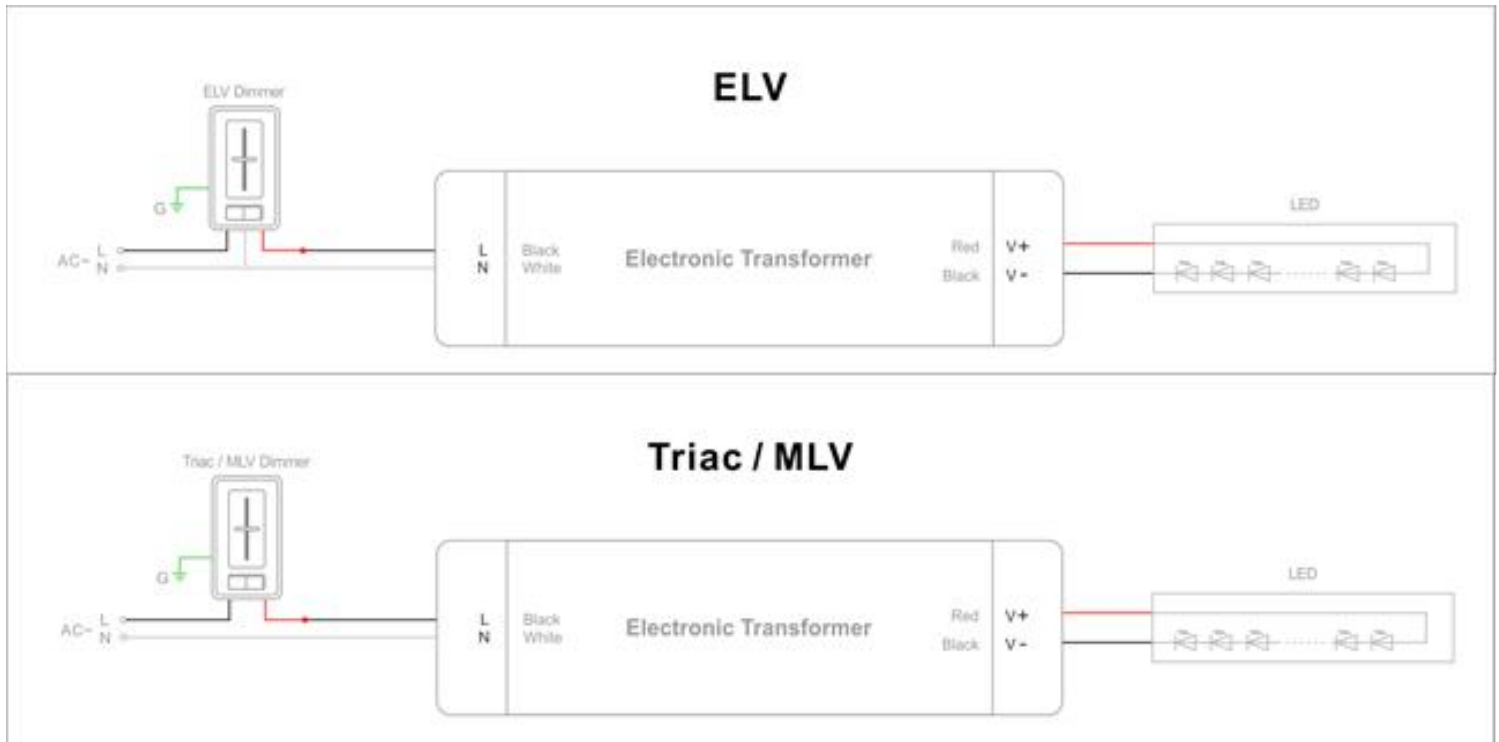 ELV
ELV Dimmer
G
AC~ L
N
L Black
N White
Electronic Transformer
Red V+
Black V-
LED
Triac / MLV
Triac / MLV Dimmer
G
AC~ L
N
L Black
N White
Electronic Transformer
Red V+
Black V-
LED